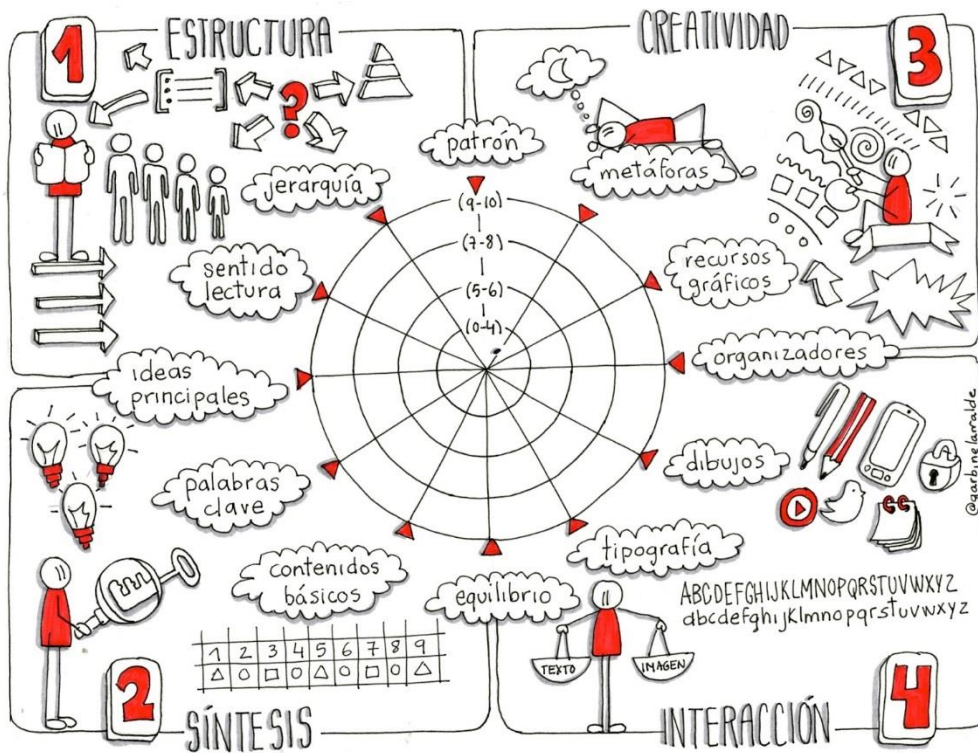 1 ESTRUCTURA
patrón
jerarquía
sentido
lectura
?
2 SÍNTESIS
ideas
principales
palabras
clave
contenidos
básicos
1 2 3 4 5 6 7 8 9
3 CREATIVIDAD
metáforas
recursos
gráficos
organizadores
4 INTERACCIÓN
dibujos
tipografía
equilibrio
TEXTO
IMAGEN
ABCDEFGHIJKLMNOPQRSTUVWXYZ
abcdefghijklmnopqrstuvwxyz
(9-10)
(7-8)
(5-6)
(0-4)
@garbinelarralde